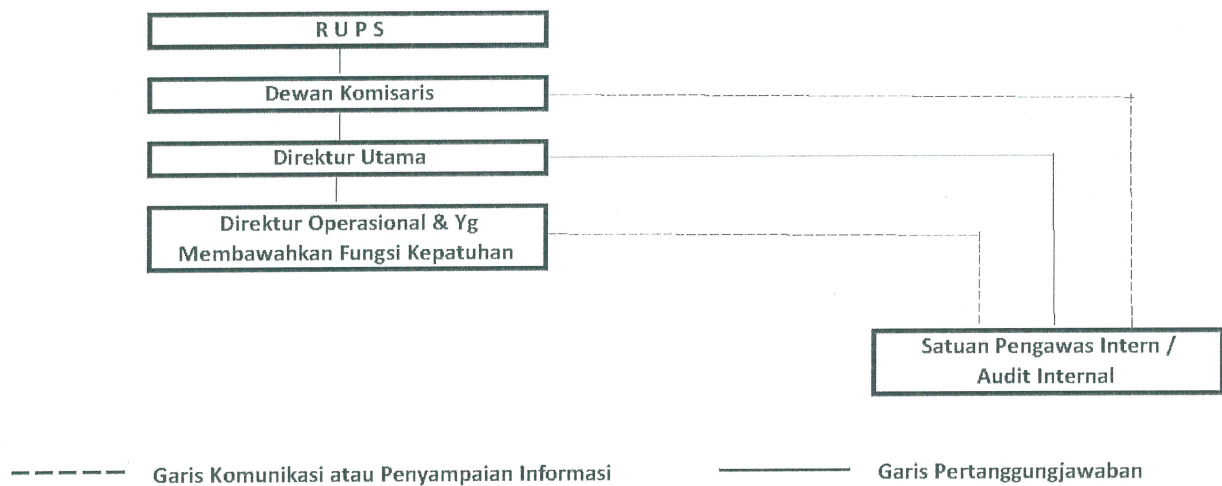 R U P S
Dewan Komisaris
Direktur Utama
Direktur Operasional & Yg
Membawahkan Fungsi Kepatuhan
Satuan Pengawas Intern /
Audit Internal
Garis Komunikasi atau Penyampaian Informasi
Garis Pertanggungjawaban